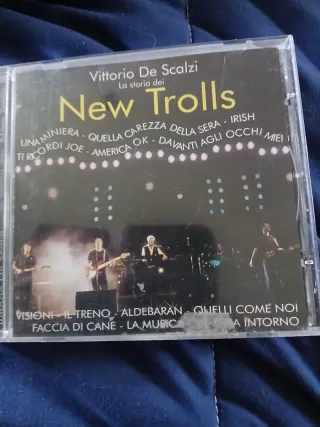 Vittorio De Scalzi
La storia dei
New Trolls
UNA MINIERA - QUELLA CAREZZA DELLA SERA - IRISH
TI RICORDI JOE - AMERICA OK - DAVANTI AGLI OCCHI MIEI
VISIONI - IL TRENO - ALDEBARAN - QUELLI COME NOI
FACCIA DI CANE - LA MUSICA INTORNO